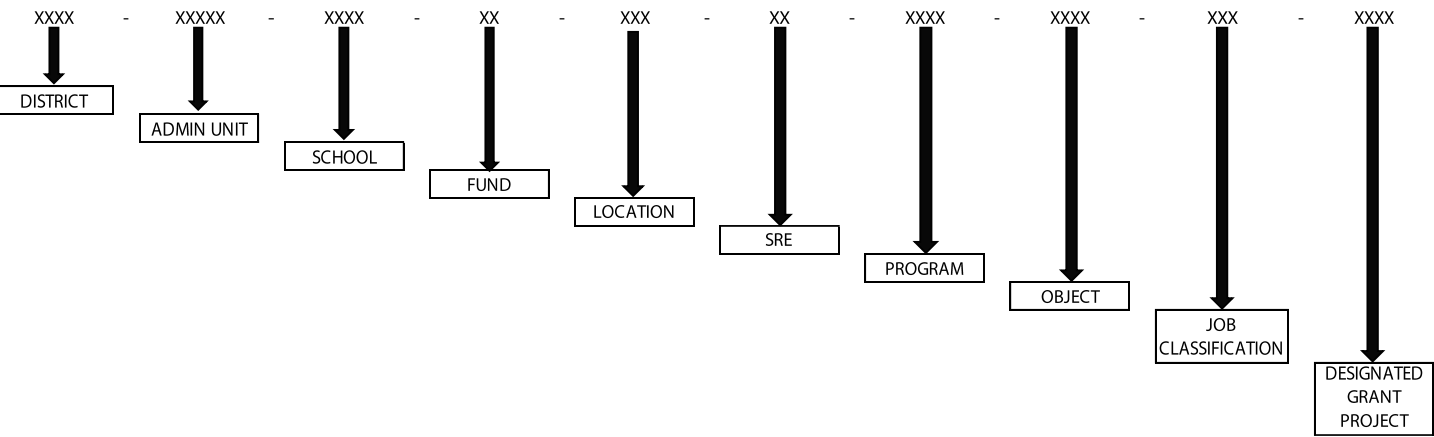 XXXX - XXXXX - XXXX - XX - XXX - XX - XXXX - XXXX - XXX - XXXX
DISTRICT
ADMIN UNIT
SCHOOL
FUND
LOCATION
SRE
PROGRAM
OBJECT
JOB
CLASSIFICATION
DESIGNATED
GRANT
PROJECT